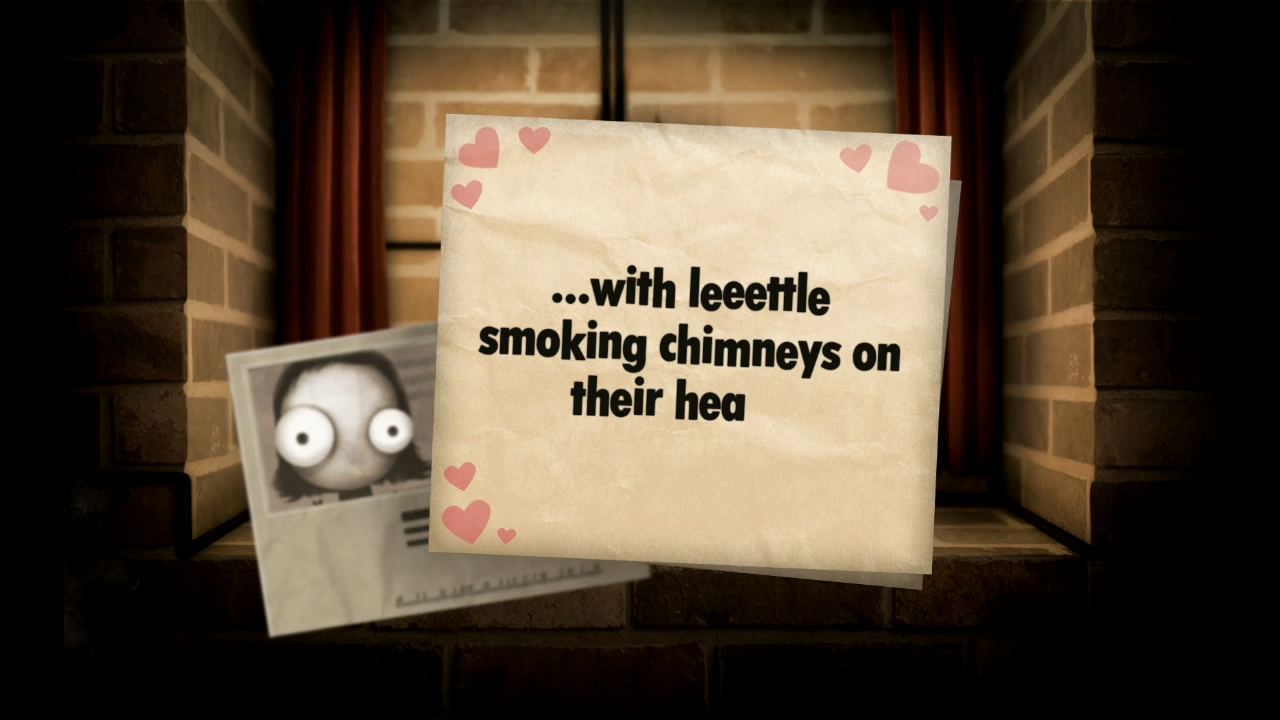 ...with leeettle
smoking chimneys on
their hea